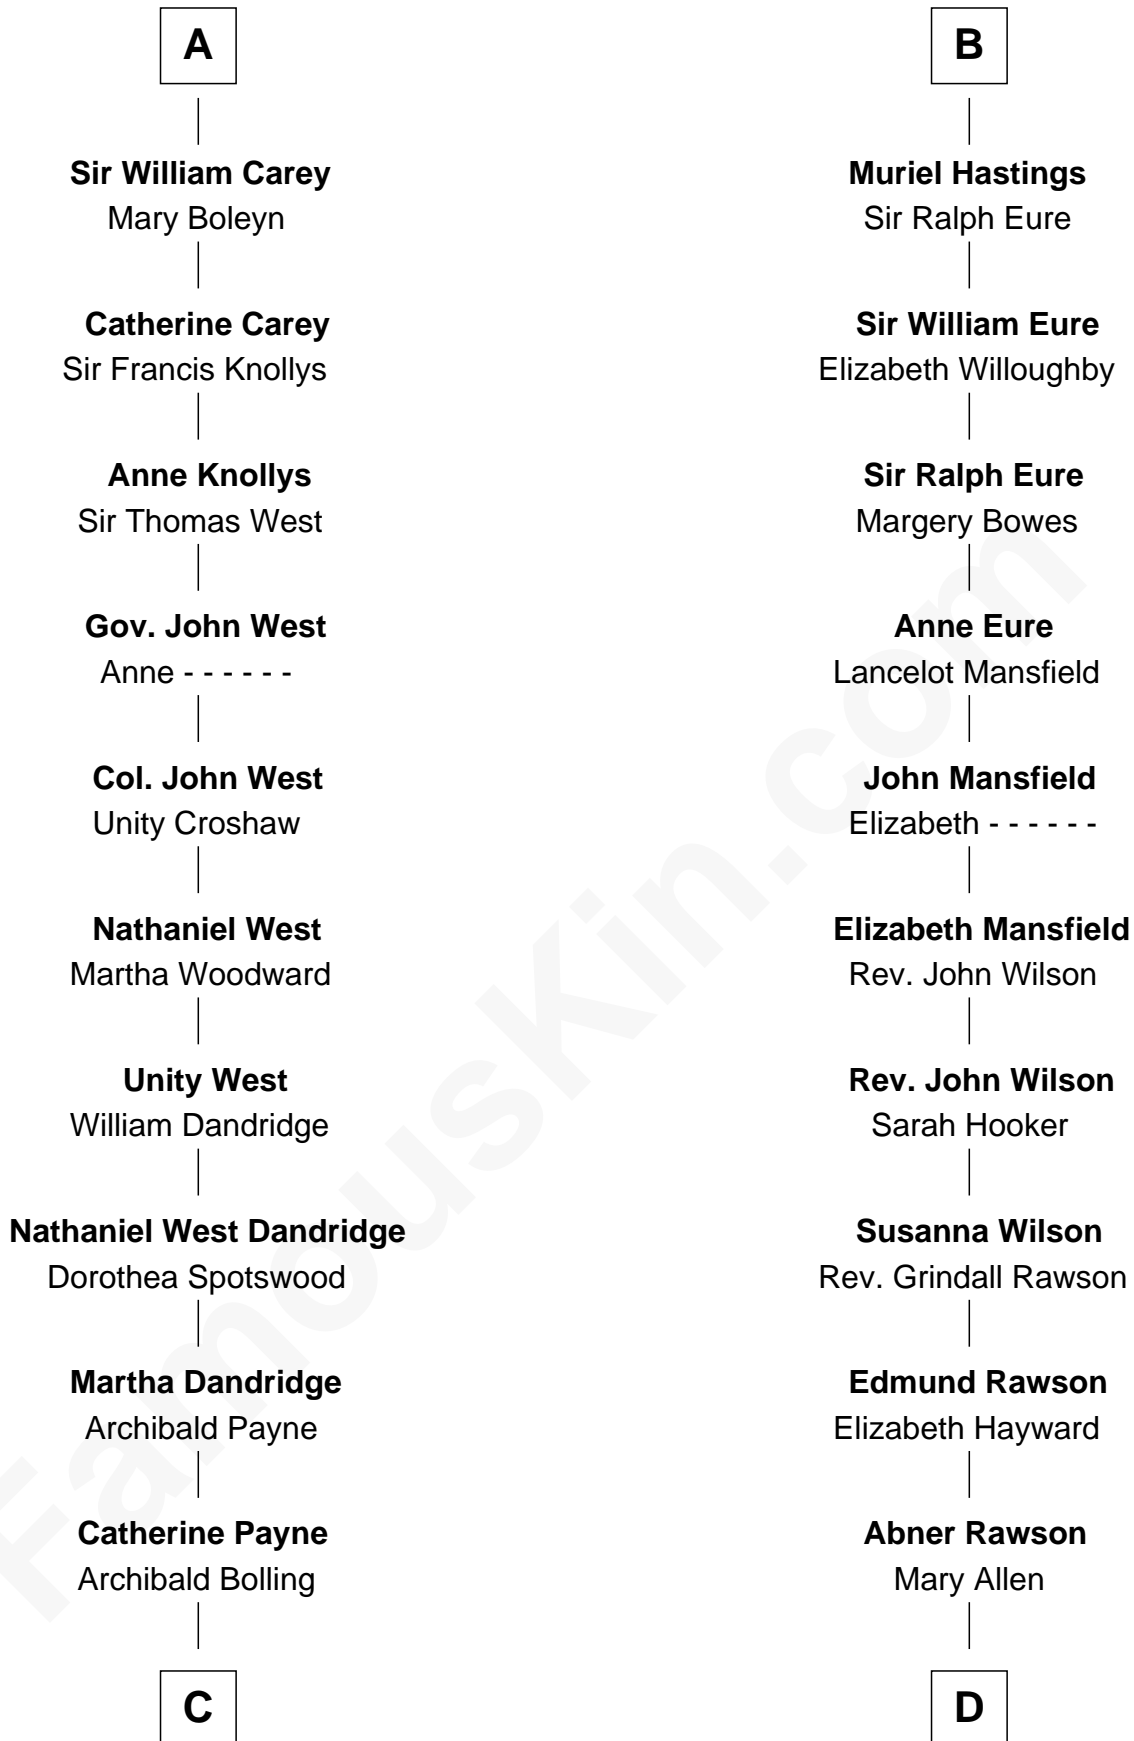 A
Sir William Carey
Mary Boleyn
Catherine Carey
Sir Francis Knollys
Anne Knollys
Sir Thomas West
Gov. John West
Anne - - - - - -
Col. John West
Unity Croshaw
Nathaniel West
Martha Woodward
Unity West
William Dandridge
Nathaniel West Dandridge
Dorothea Spotswood
Martha Dandridge
Archibald Payne
Catherine Payne
Archibald Bolling
C
B
Muriel Hastings
Sir Ralph Eure
Sir William Eure
Elizabeth Willoughby
Sir Ralph Eure
Margery Bowes
Anne Eure
Lancelot Mansfield
John Mansfield
Elizabeth - - - - - -
Elizabeth Mansfield
Rev. John Wilson
Rev. John Wilson
Sarah Hooker
Susanna Wilson
Rev. Grindall Rawson
Edmund Rawson
Elizabeth Hayward
Abner Rawson
Mary Allen
D
FamousKin.com